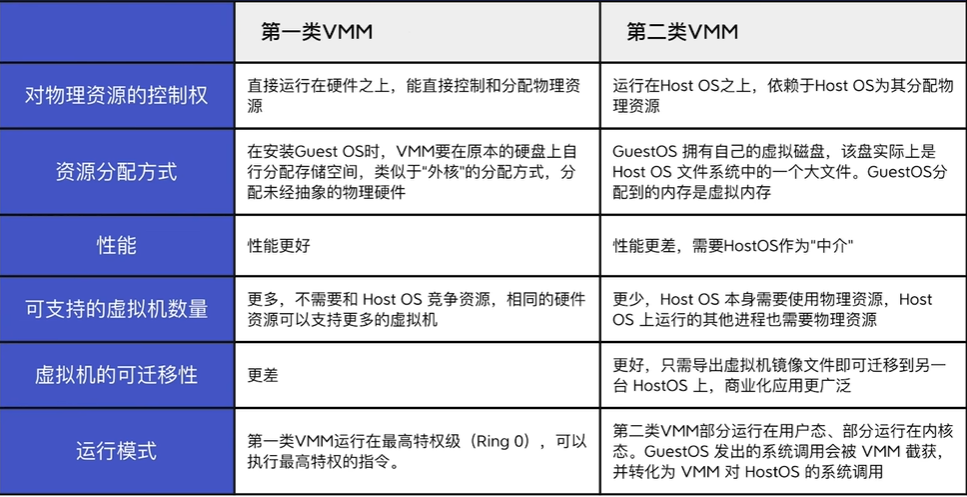 第一类VMM
第二类VMM
对物理资源的控制权
直接运行在硬件之上，能直接控制和分配物理资
源
运行在Host OS之上，依赖于Host OS为其分配物
理资源
资源分配方式
在安装Guest OS时，VMM要在原本的硬盘上自
行分配存储空间，类似于"外核"的分配方式，分
配未经抽象的物理硬件
GuestOS 拥有自己的虚拟磁盘，该盘实际上是
Host OS 文件系统中的一个大文件。GuestOS分
配到的内存是虚拟内存
性能
性能更好
性能更差，需要HostOS作为"中介"
可支持的虚拟机数量
更多，不需要和 Host OS 竞争资源，相同的硬件
资源可以支持更多的虚拟机
更少，Host OS 本身需要使用物理资源，Host
OS 上运行的其他进程也需要物理资源
虚拟机的可迁移性
更差
更好，只需导出虚拟机镜像文件即可迁移到另一
台 HostOS 上，商业化应用更广泛
运行模式
第一类VMM运行在最高特权级（Ring 0），可以
执行最高特权的指令。
第二类VMM部分运行在用户态、部分运行在内核
态。GuestOS 发出的系统调用会被 VMM 截获，
并转化为 VMM 对 HostOS 的系统调用